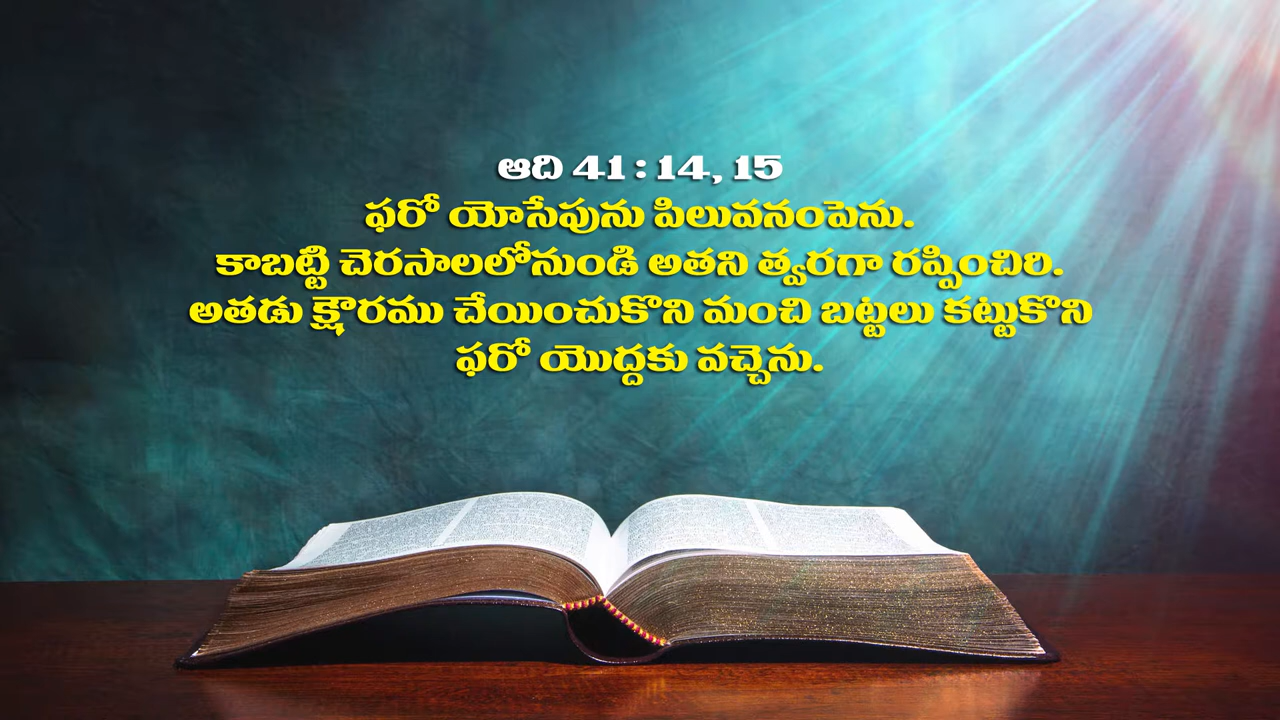 ఆది 41 : 14, 15
ఫరో యోసేపును పిలువనంపెను.
కాబట్టి చెరసాలలోనుండి అతని త్వరగా రప్పించిరి.
అతడు క్షౌరము చేయించుకొని మంచి బట్టలు కట్టుకొని
ఫరో యొద్దకు వచ్చెను.